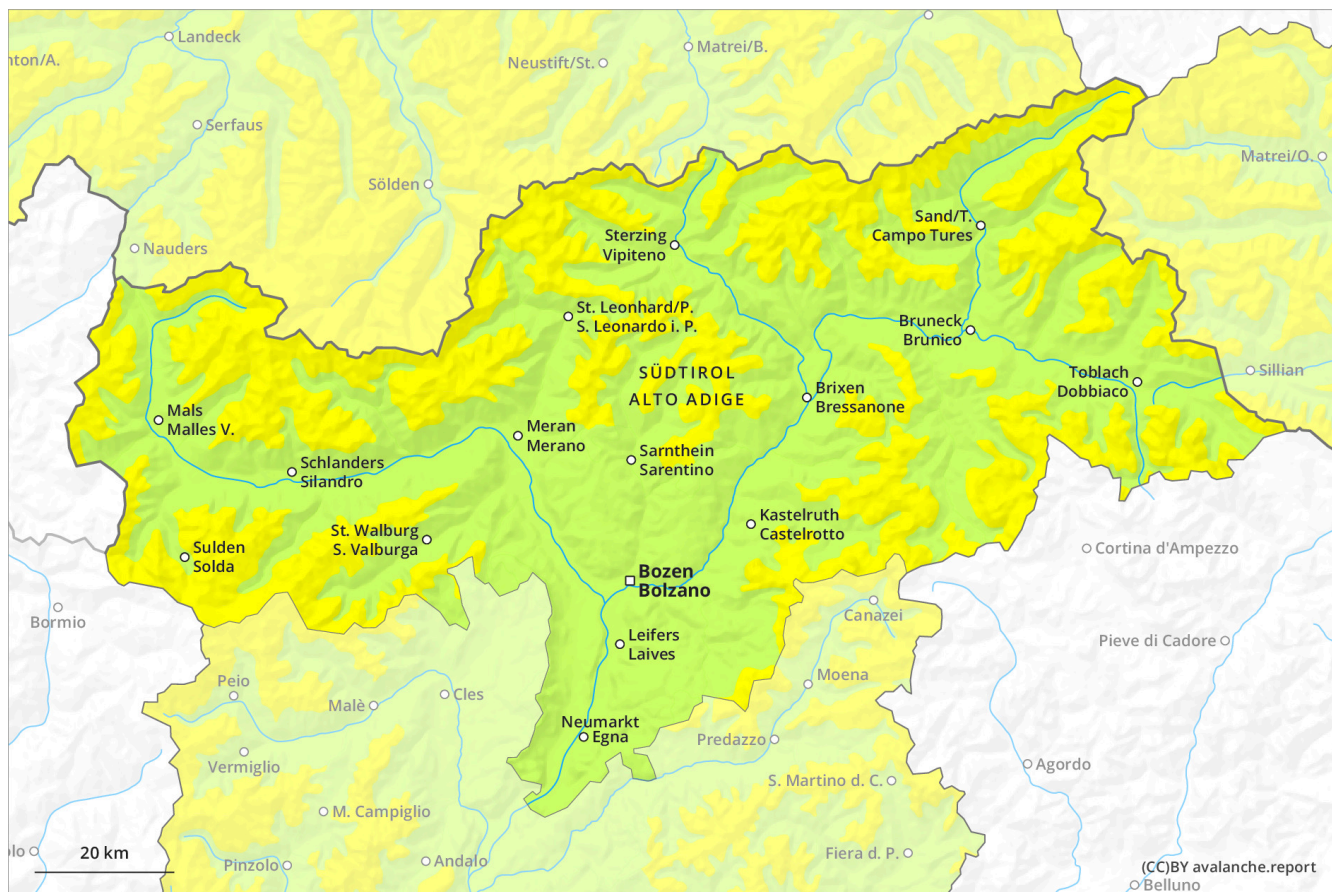 Landeck
Matrei/B.
nton/A.
Neustift/St.
Serfaus
Matrei/O.
Sölden
Sand/T.
Campo Tures
Sterzing
Vipiteno
Nauders
St. Leonhard/P.
S. Leonardo i. P.
Bruneck
Brunico
SÜDTIROL
ALTO ADIGE
Toblach
Dobbiaco
Sillian
Brixen
Bressanone
Mals
Malles V.
Meran
Merano
Sarnthein
Sarentino
Schlanders
Silandro
Kastelruth
Castelrotto
St. Walburg
S. Valburga
Sulden
Solda
Cortina d'Ampezzo
Bozen
Bolzano
Bormio
Canazei
Leifers
Laives
Pieve di Cadore
Peio
Moena
Malè
Cles
Neumarkt
Egna
Predazzo
Vermiglio
Agordo
S. Martino d. C.
M. Campiglio
olo
20 km
Pinzolo
Andalo
Fiera d. P.
(CC)BY avalanche.report
Belluno